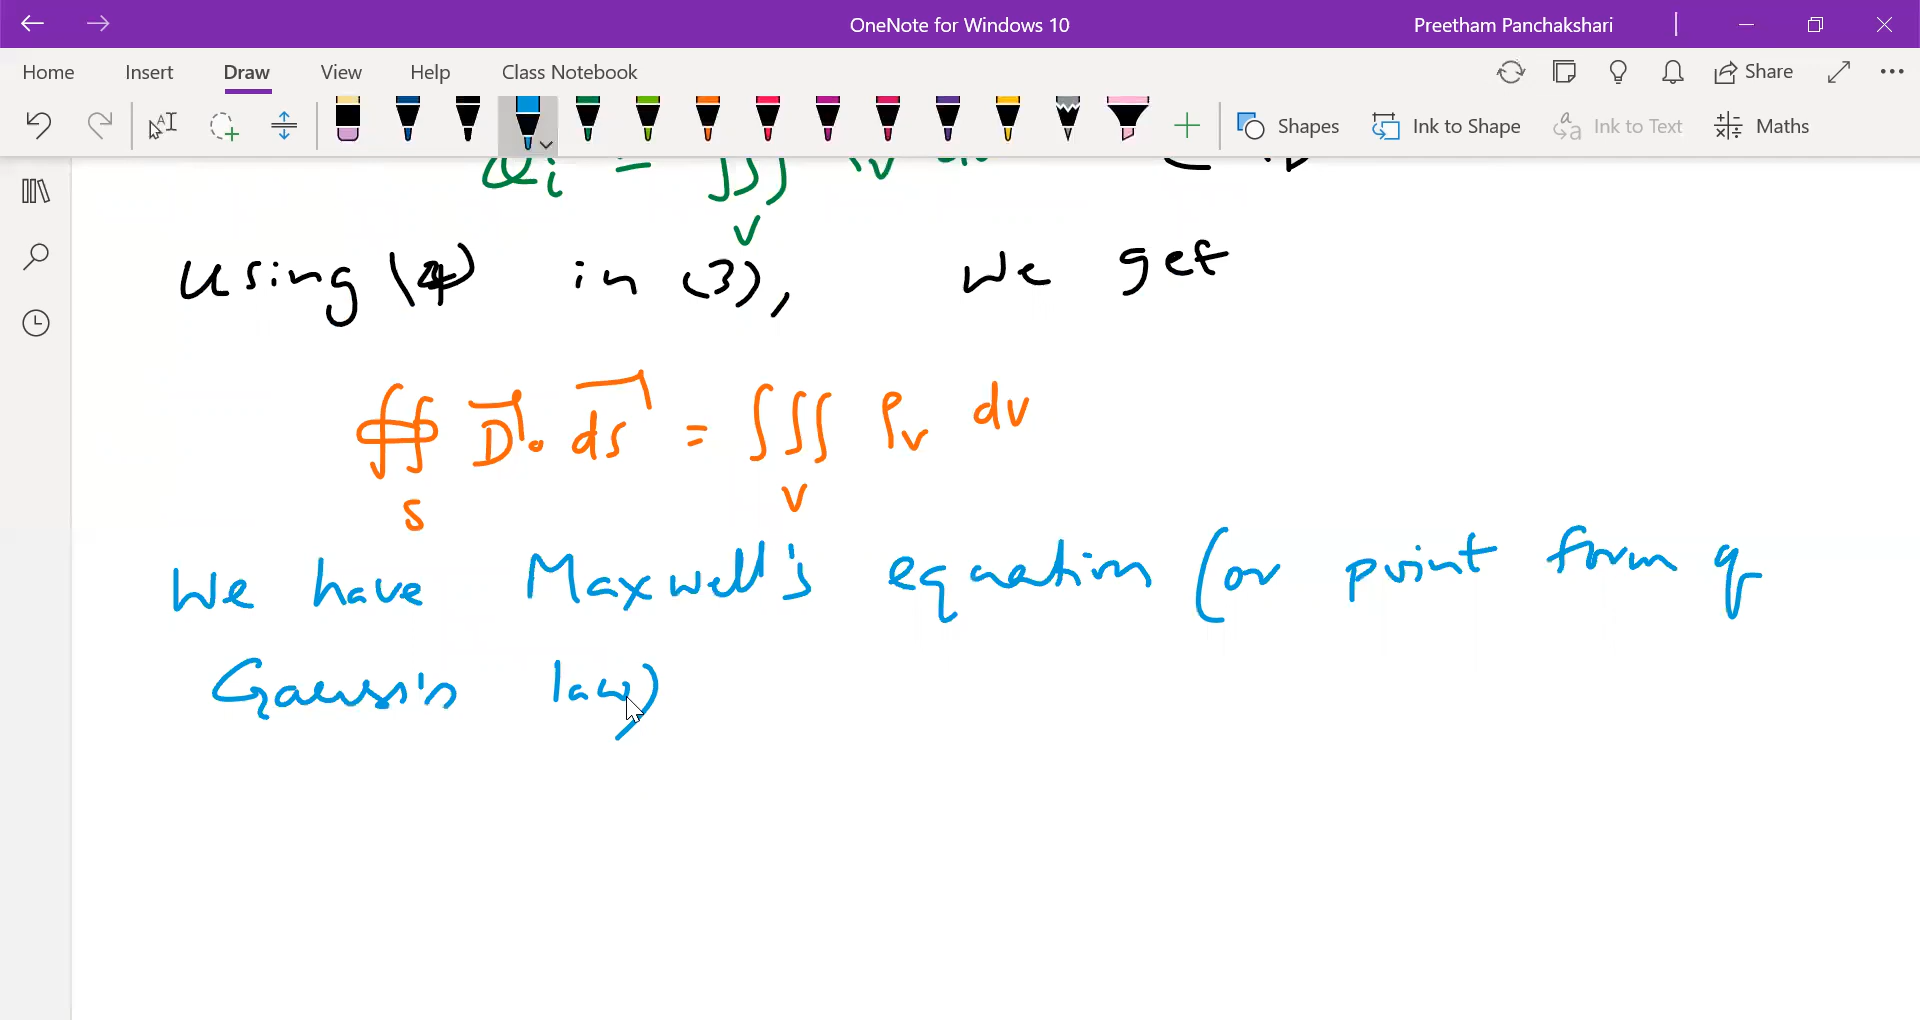 OneNote for Windows 10 Preetham Panchakshari
Home Insert Draw View Help Class Notebook Share
Shapes Ink to Shape Ink to Text Maths
Qi = ∭
v
Using (4) in (3), we get
∯ D⃗ . ds⃗ = ∭ ρv dv
s v
We have Maxwell's equation (or point form of
Gauss's law)